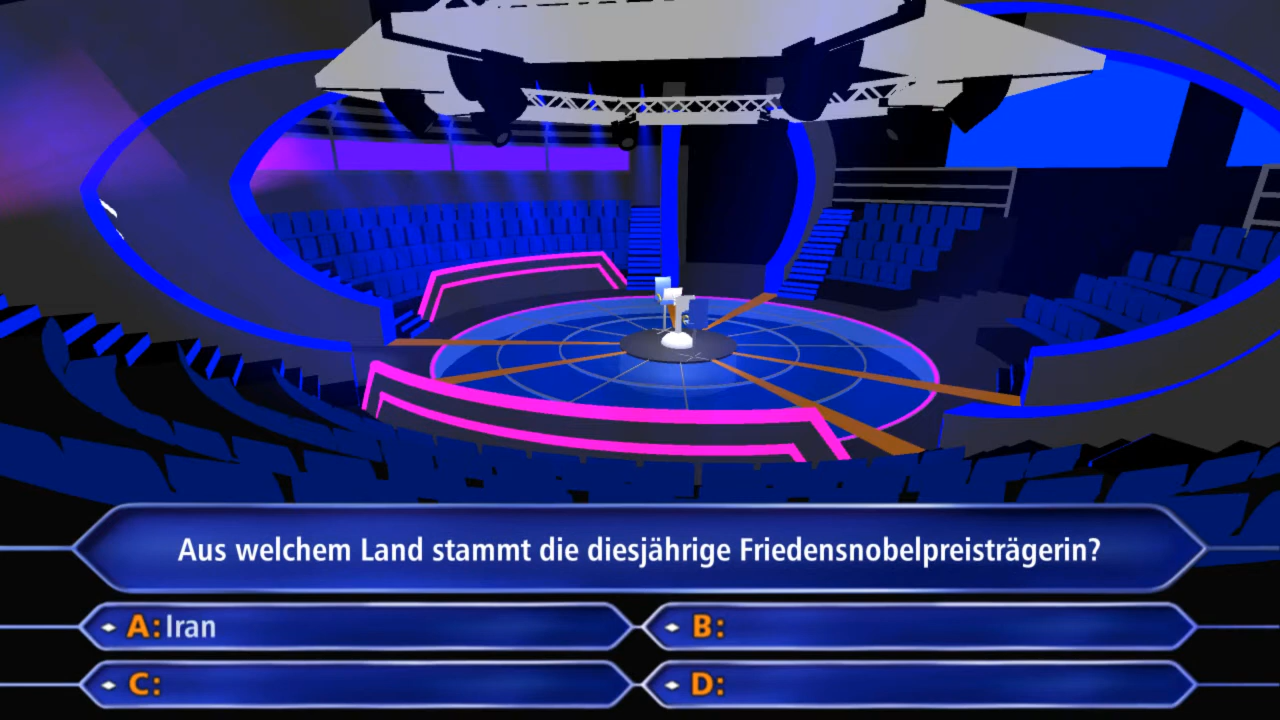 Aus welchem Land stammt die diesjährige Friedensnobelpreisträgerin?
A: Iran
B:
C:
D: